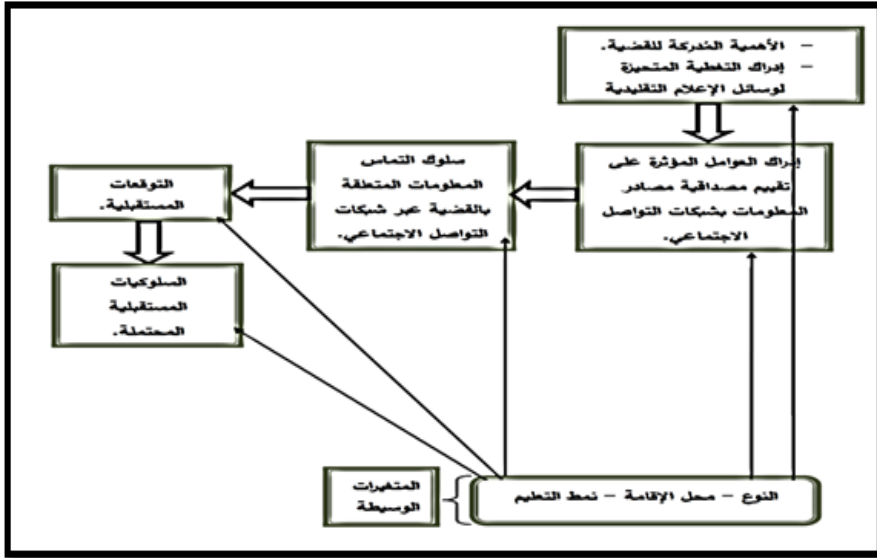 – الأهمية المُدركة للقضية.
– إدراك التغطية المتحيزة
لوسائل الإعلام التقليدية
إدراك العوامل المؤثرة على
تقييم مصداقية مصادر
المعلومات بشبكات التواصل
الاجتماعي.
سلوك التماس
المعلومات المتعلقة
بالقضية عبر شبكات
التواصل الاجتماعي.
التوقعات
المستقبلية.
السلوكيات
المستقبلية
المحتملة.
النوع – محل الإقامة – نمط التعليم
المتغيرات
الوسيطة